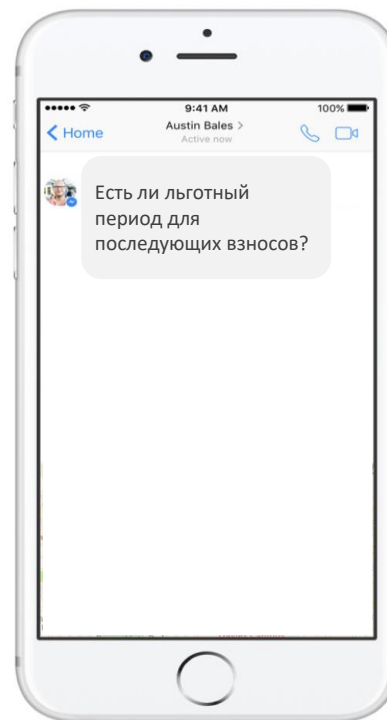 9:41 AM
100%
Home
Austin Bales >
Active now
Есть ли льготный
период для
последующих взносов?